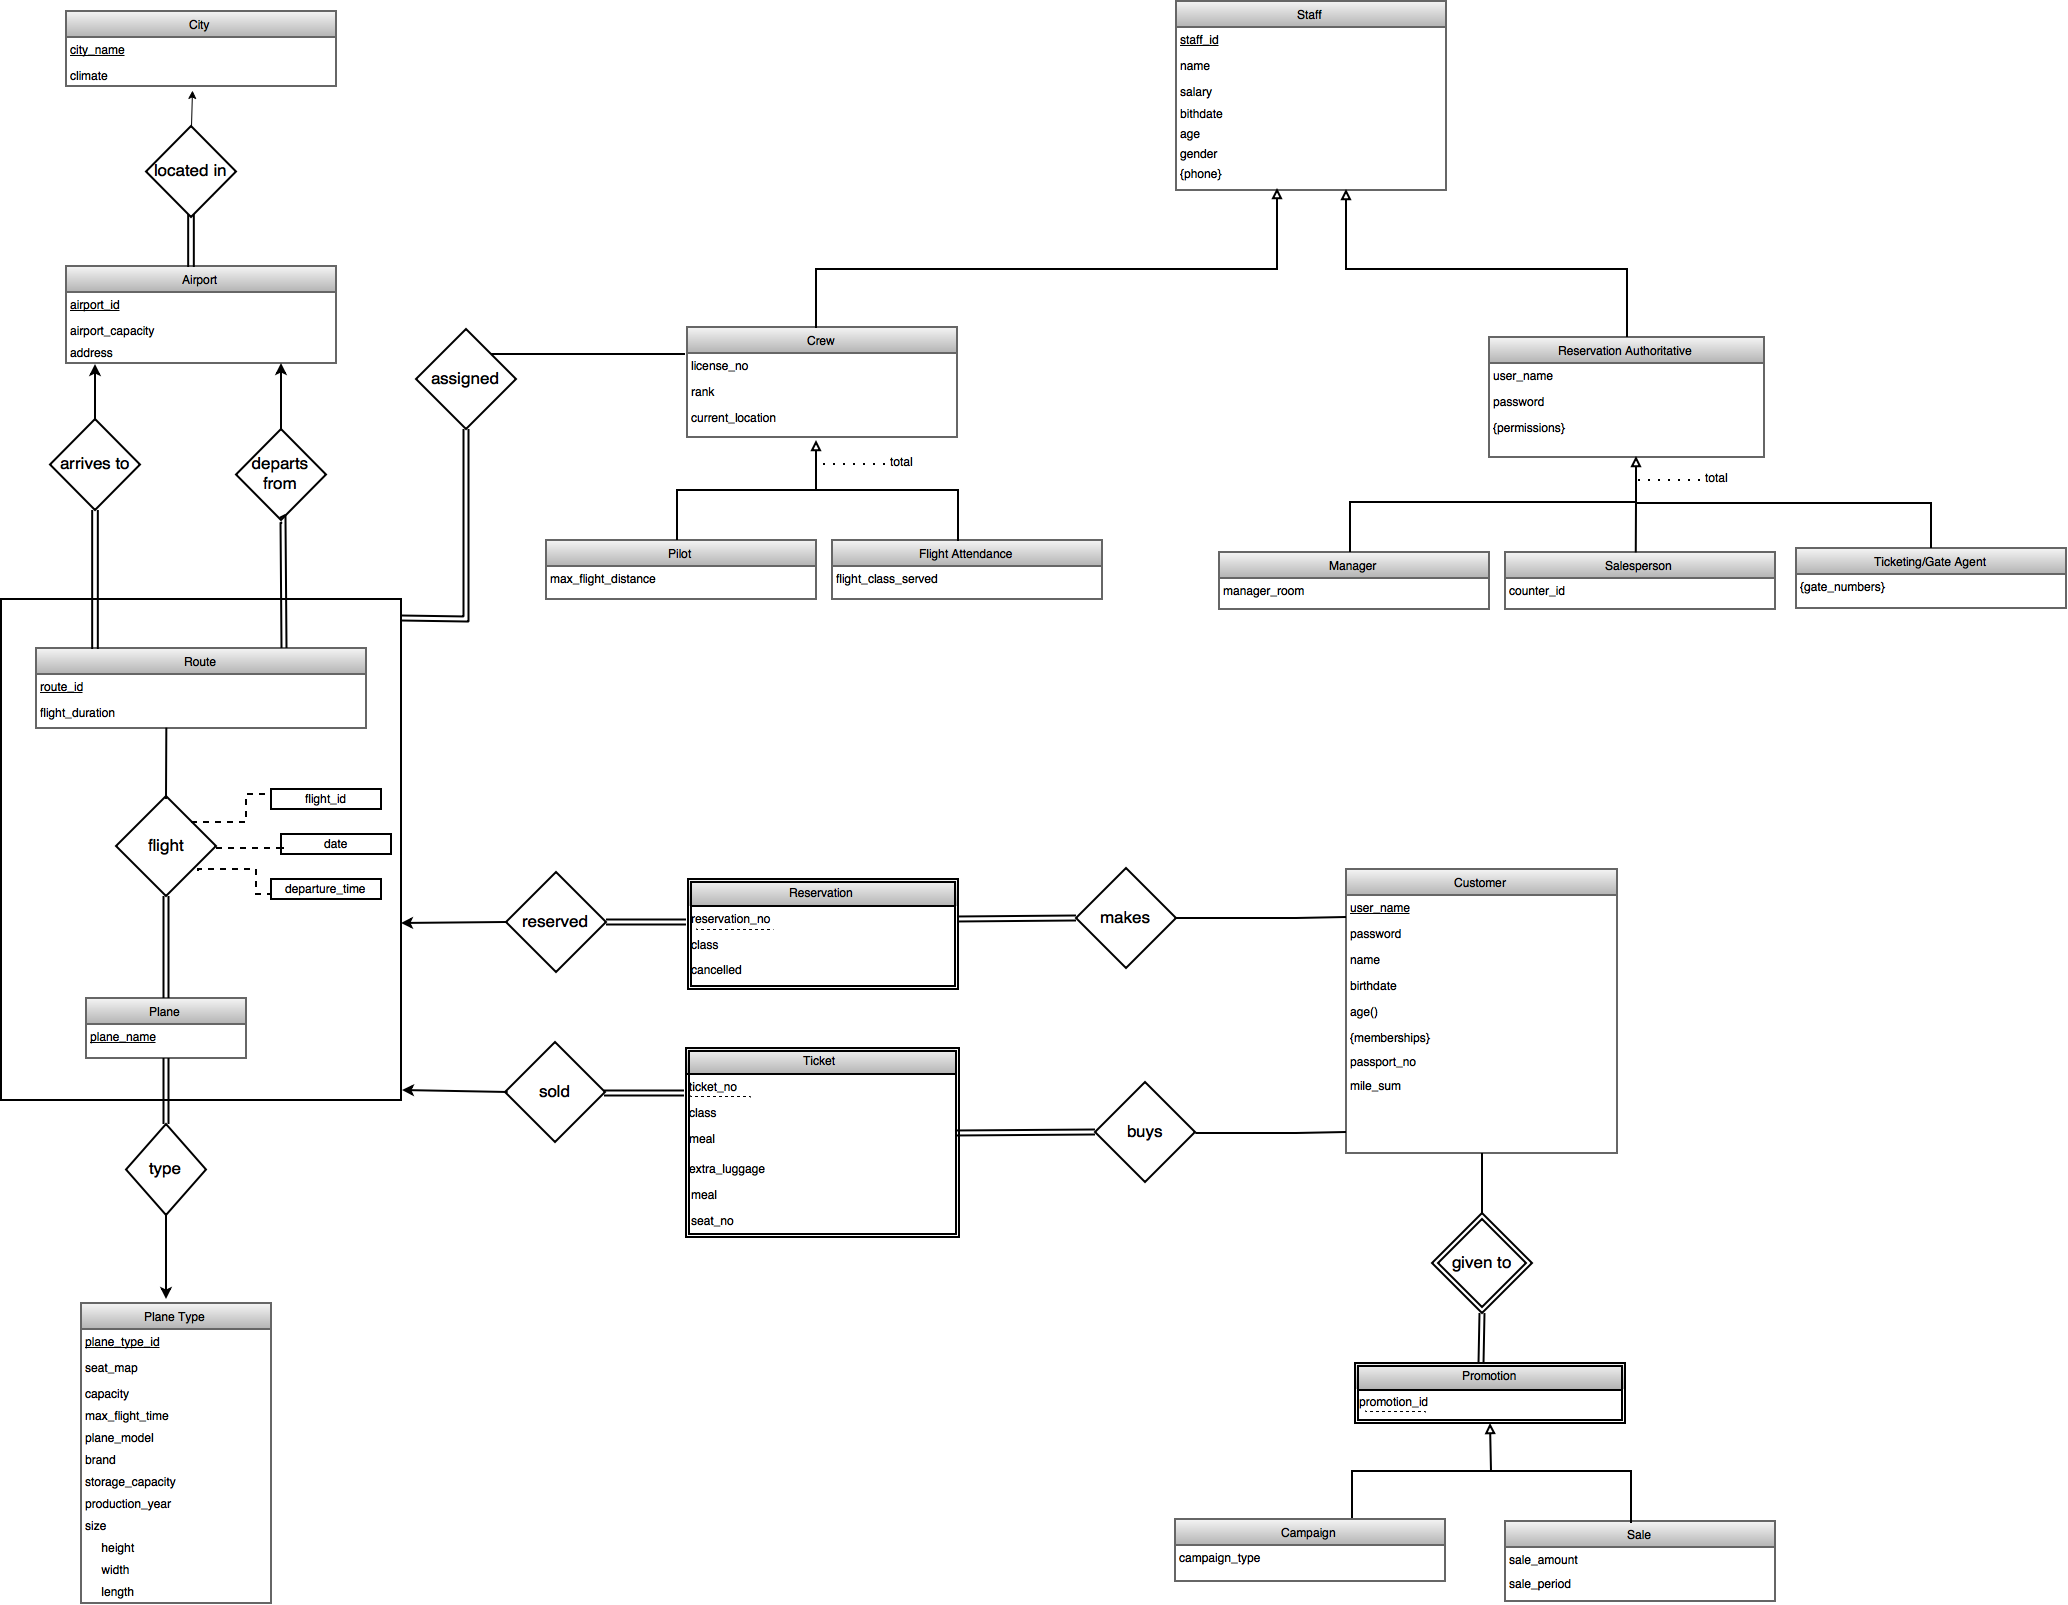 City
city_name
climate
located in
Airport
airport_id
airport_capacity
address
arrives to
departs
from
Route
route_id
flight_duration
flight
flight_id
date
departure_time
Plane
plane_name
type
Plane Type
plane_type_id
seat_map
capacity
max_flight_time
plane_model
brand
storage_capacity
production_year
size
height
width
length
assigned
Staff
staff_id
name
salary
bithdate
age
gender
{phone}
Crew
license_no
rank
current_location
total
Pilot
max_flight_distance
Flight Attendance
flight_class_served
Reservation Authoritative
user_name
password
{permissions}
total
Manager
manager_room
Salesperson
counter_id
Ticketing/Gate Agent
{gate_numbers}
reserved
Reservation
reservation_no
class
cancelled
makes
sold
Ticket
ticket_no
class
meal
extra_luggage
meal
seat_no
buys
Customer
user_name
password
name
birthdate
age()
{memberships}
passport_no
mile_sum
given to
Promotion
promotion_id
Campaign
campaign_type
Sale
sale_amount
sale_period